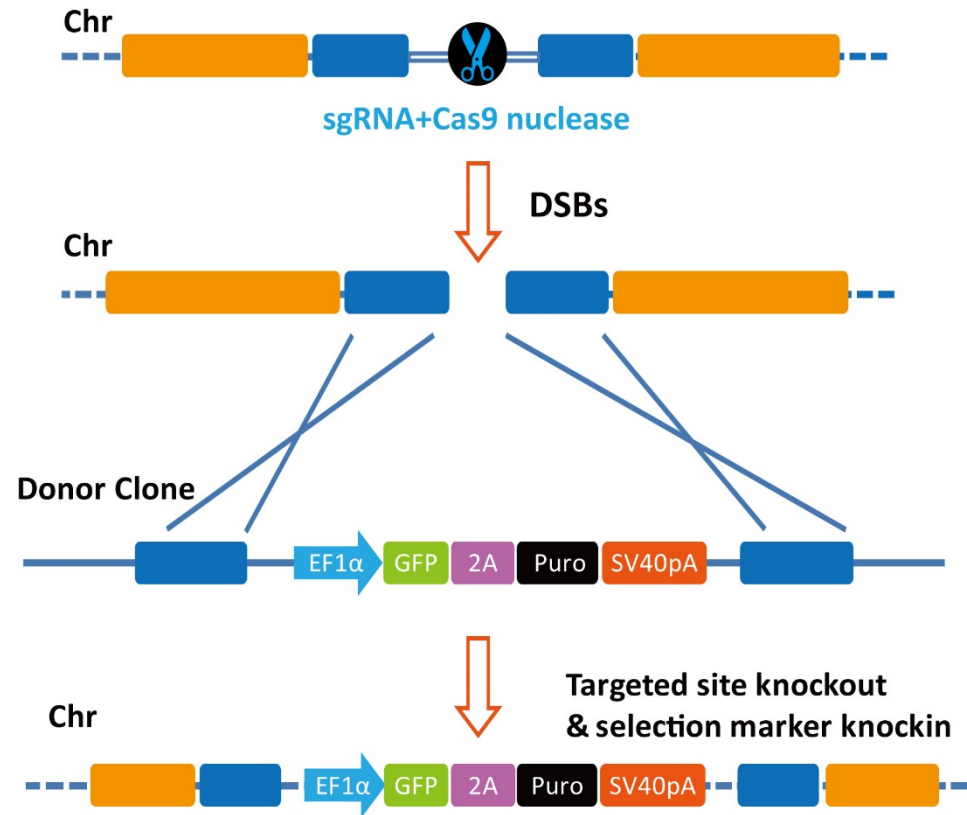 Chr
sgRNA+Cas9 nuclease
DSBs
Chr
Donor Clone
EF1α GFP 2A Puro SV40pA
Targeted site knockout
& selection marker knockin
Chr
EF1α GFP 2A Puro SV40pA